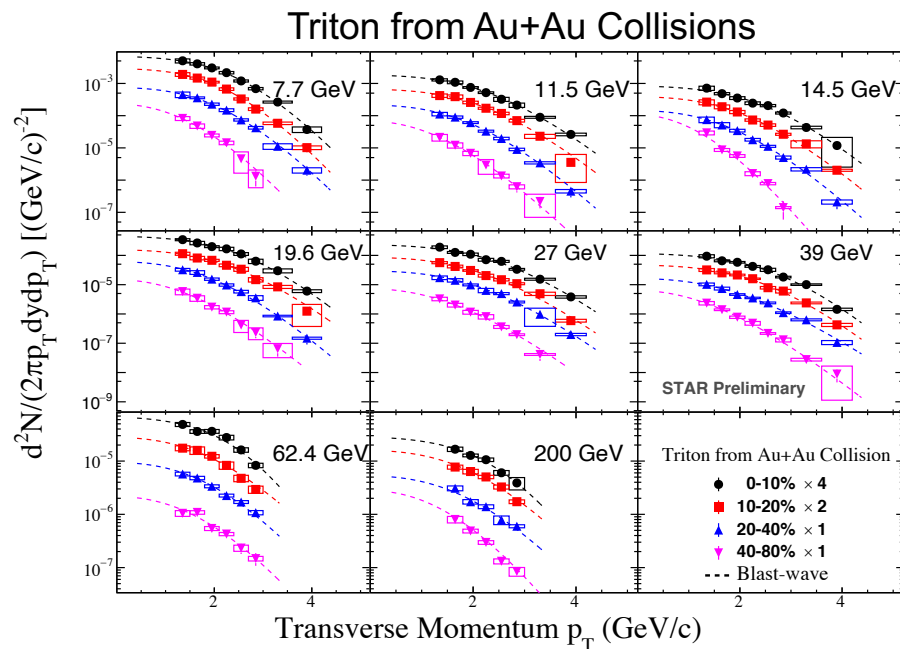 Triton from Au+Au Collisions
d²N/(2πp_T dydp_T) [(GeV/c)⁻²]
10⁻³
10⁻⁵
10⁻⁷
7.7 GeV
11.5 GeV
14.5 GeV
10⁻⁵
10⁻⁷
10⁻⁹
19.6 GeV
27 GeV
39 GeV
STAR Preliminary
10⁻⁵
10⁻⁶
10⁻⁷
62.4 GeV
200 GeV
Triton from Au+Au Collision
0-10% × 4
10-20% × 2
20-40% × 1
40-80% × 1
Blast-wave
2 4 2 4 2 4
Transverse Momentum p_T (GeV/c)